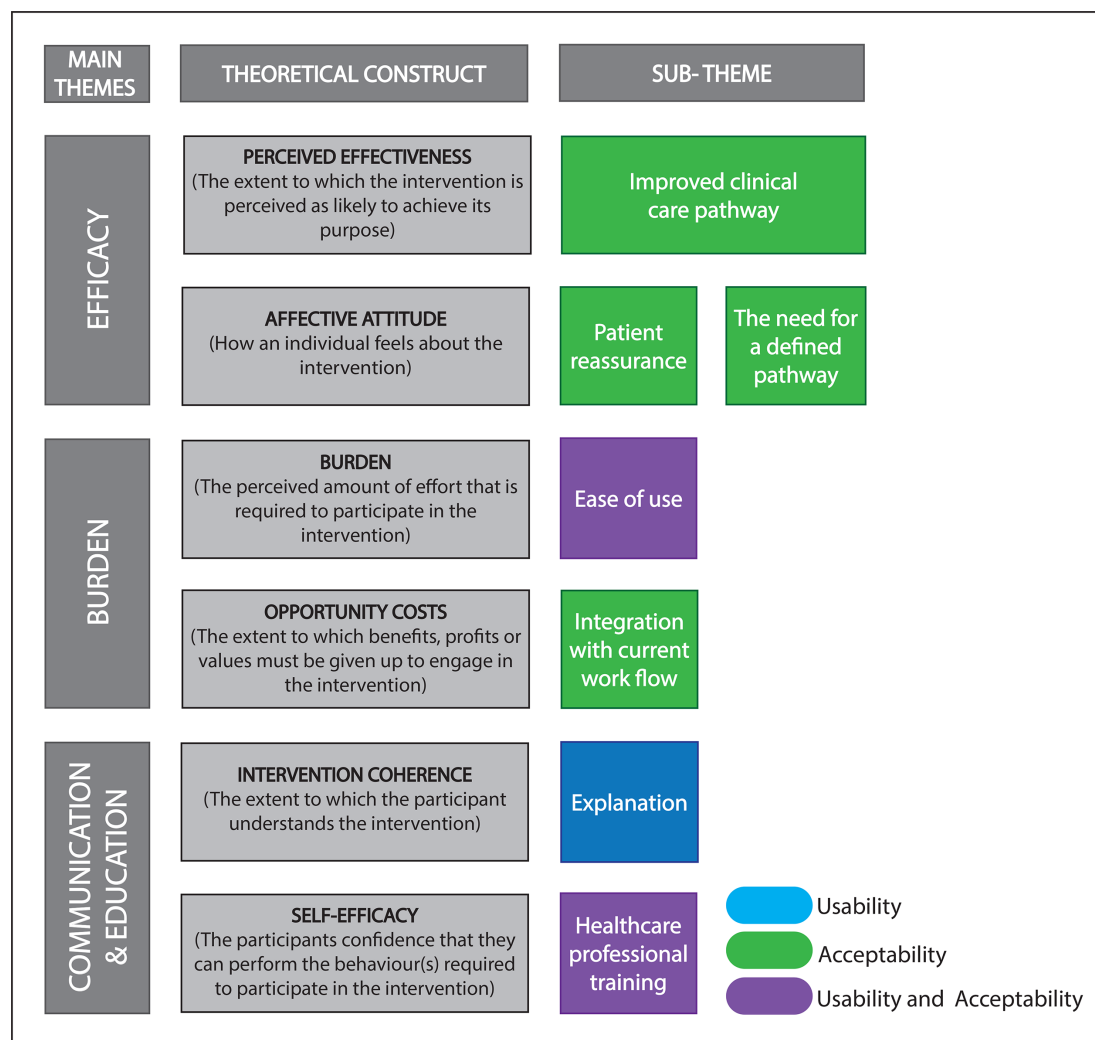 MAIN
THEMES
THEORETICAL CONSTRUCT
SUB- THEME
EFFICACY
PERCEIVED EFFECTIVENESS
(The extent to which the intervention is
perceived as likely to achieve its
purpose)
Improved clinical
care pathway
AFFECTIVE ATTITUDE
(How an individual feels about the
intervention)
Patient
reassurance
The need for
a defined
pathway
BURDEN
BURDEN
(The perceived amount of effort that is
required to participate in the
intervention)
Ease of use
OPPORTUNITY COSTS
(The extent to which benefits, profits or
values must be given up to engage in
the intervention)
Integration
with current
work flow
COMMUNICATION
& EDUCATION
INTERVENTION COHERENCE
(The extent to which the participant
understands the intervention)
Explanation
SELF-EFFICACY
(The participants confidence that they
can perform the behaviour(s) required
to participate in the intervention)
Healthcare
professional
training
Usability
Acceptability
Usability and Acceptability